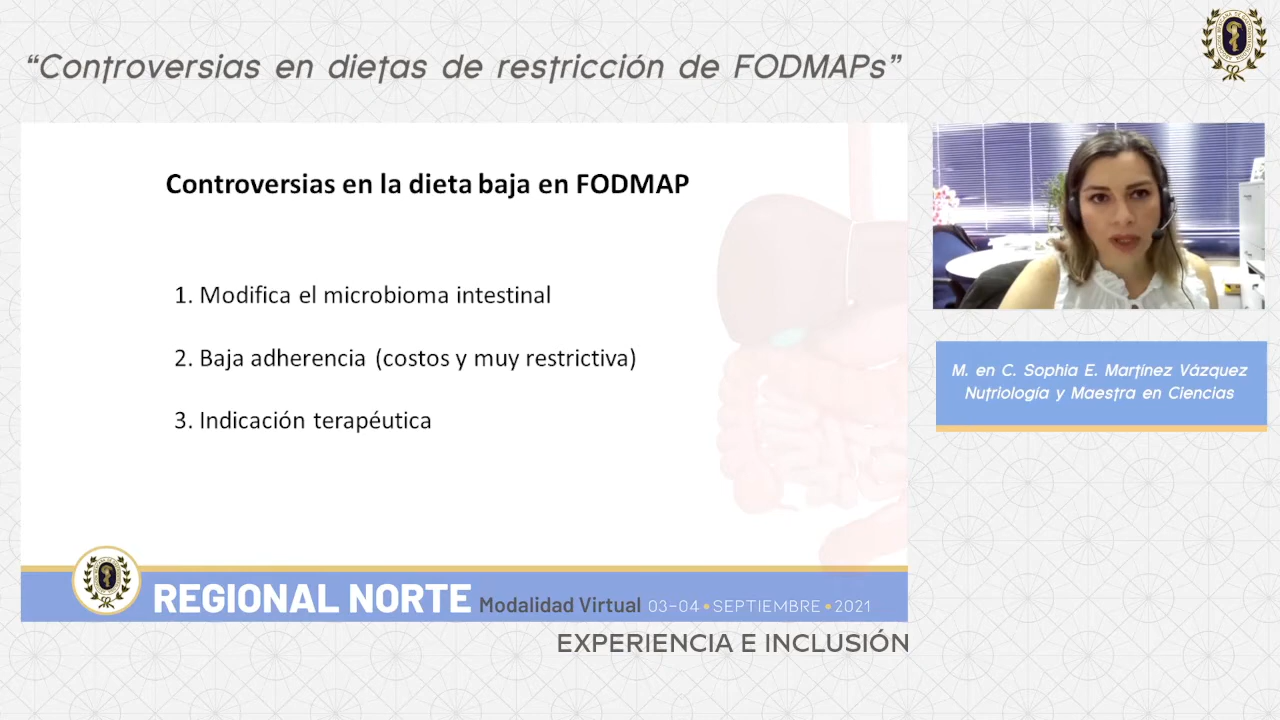 “Controversias en dietas de restricción de FODMAPs”
Controversias en la dieta baja en FODMAP
1. Modifica el microbioma intestinal
2. Baja adherencia (costos y muy restrictiva)
3. Indicación terapéutica
M. en C. Sophia E. Martínez Vázquez
Nutriología y Maestra en Ciencias
REGIONAL NORTE Modalidad Virtual 03-04•SEPTIEMBRE•2021
EXPERIENCIA E INCLUSIÓN